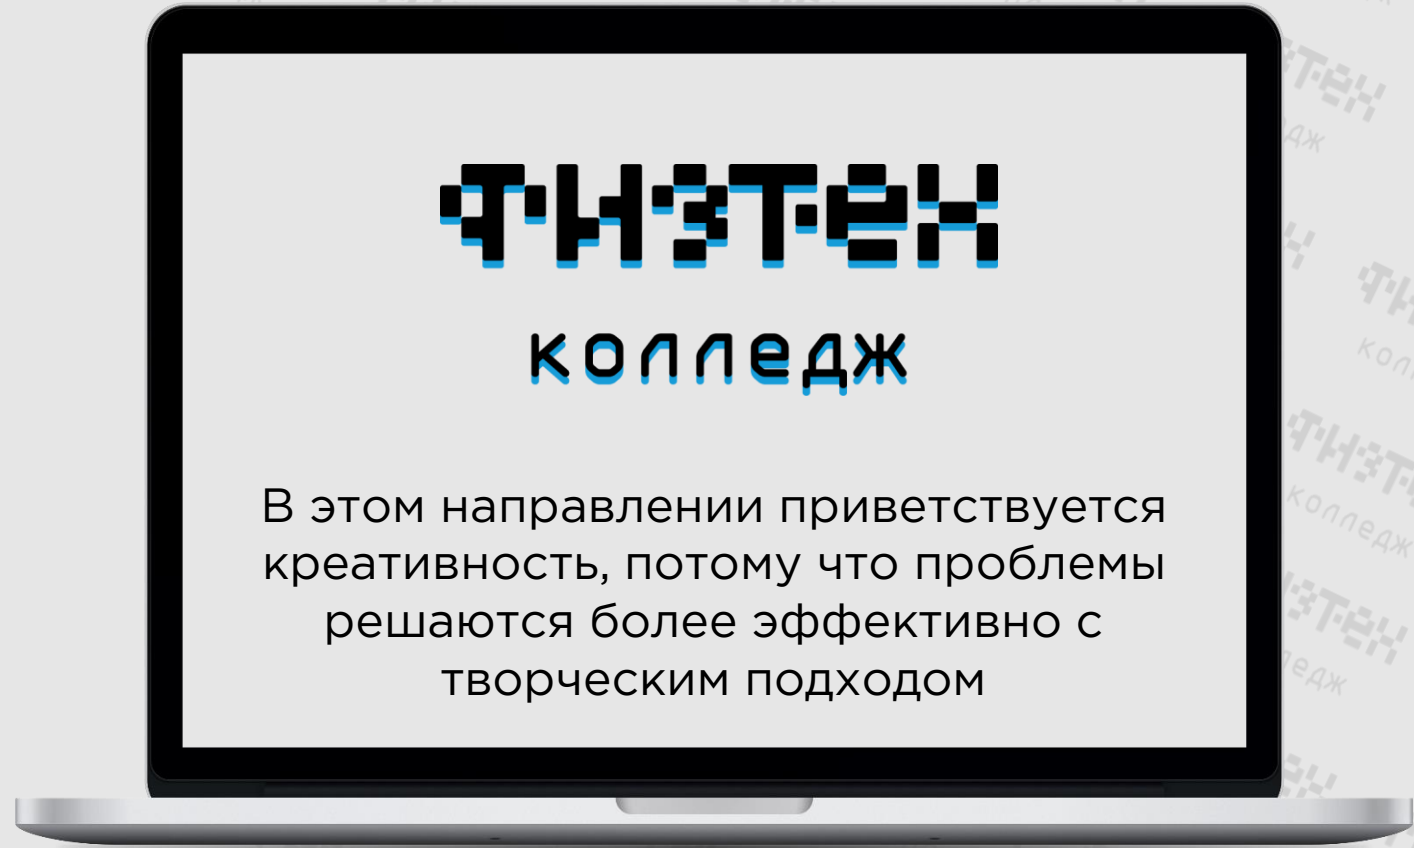 физтех
колледж
В этом направлении приветствуется
креативность, потому что проблемы
решаются более эффективно с
творческим подходом